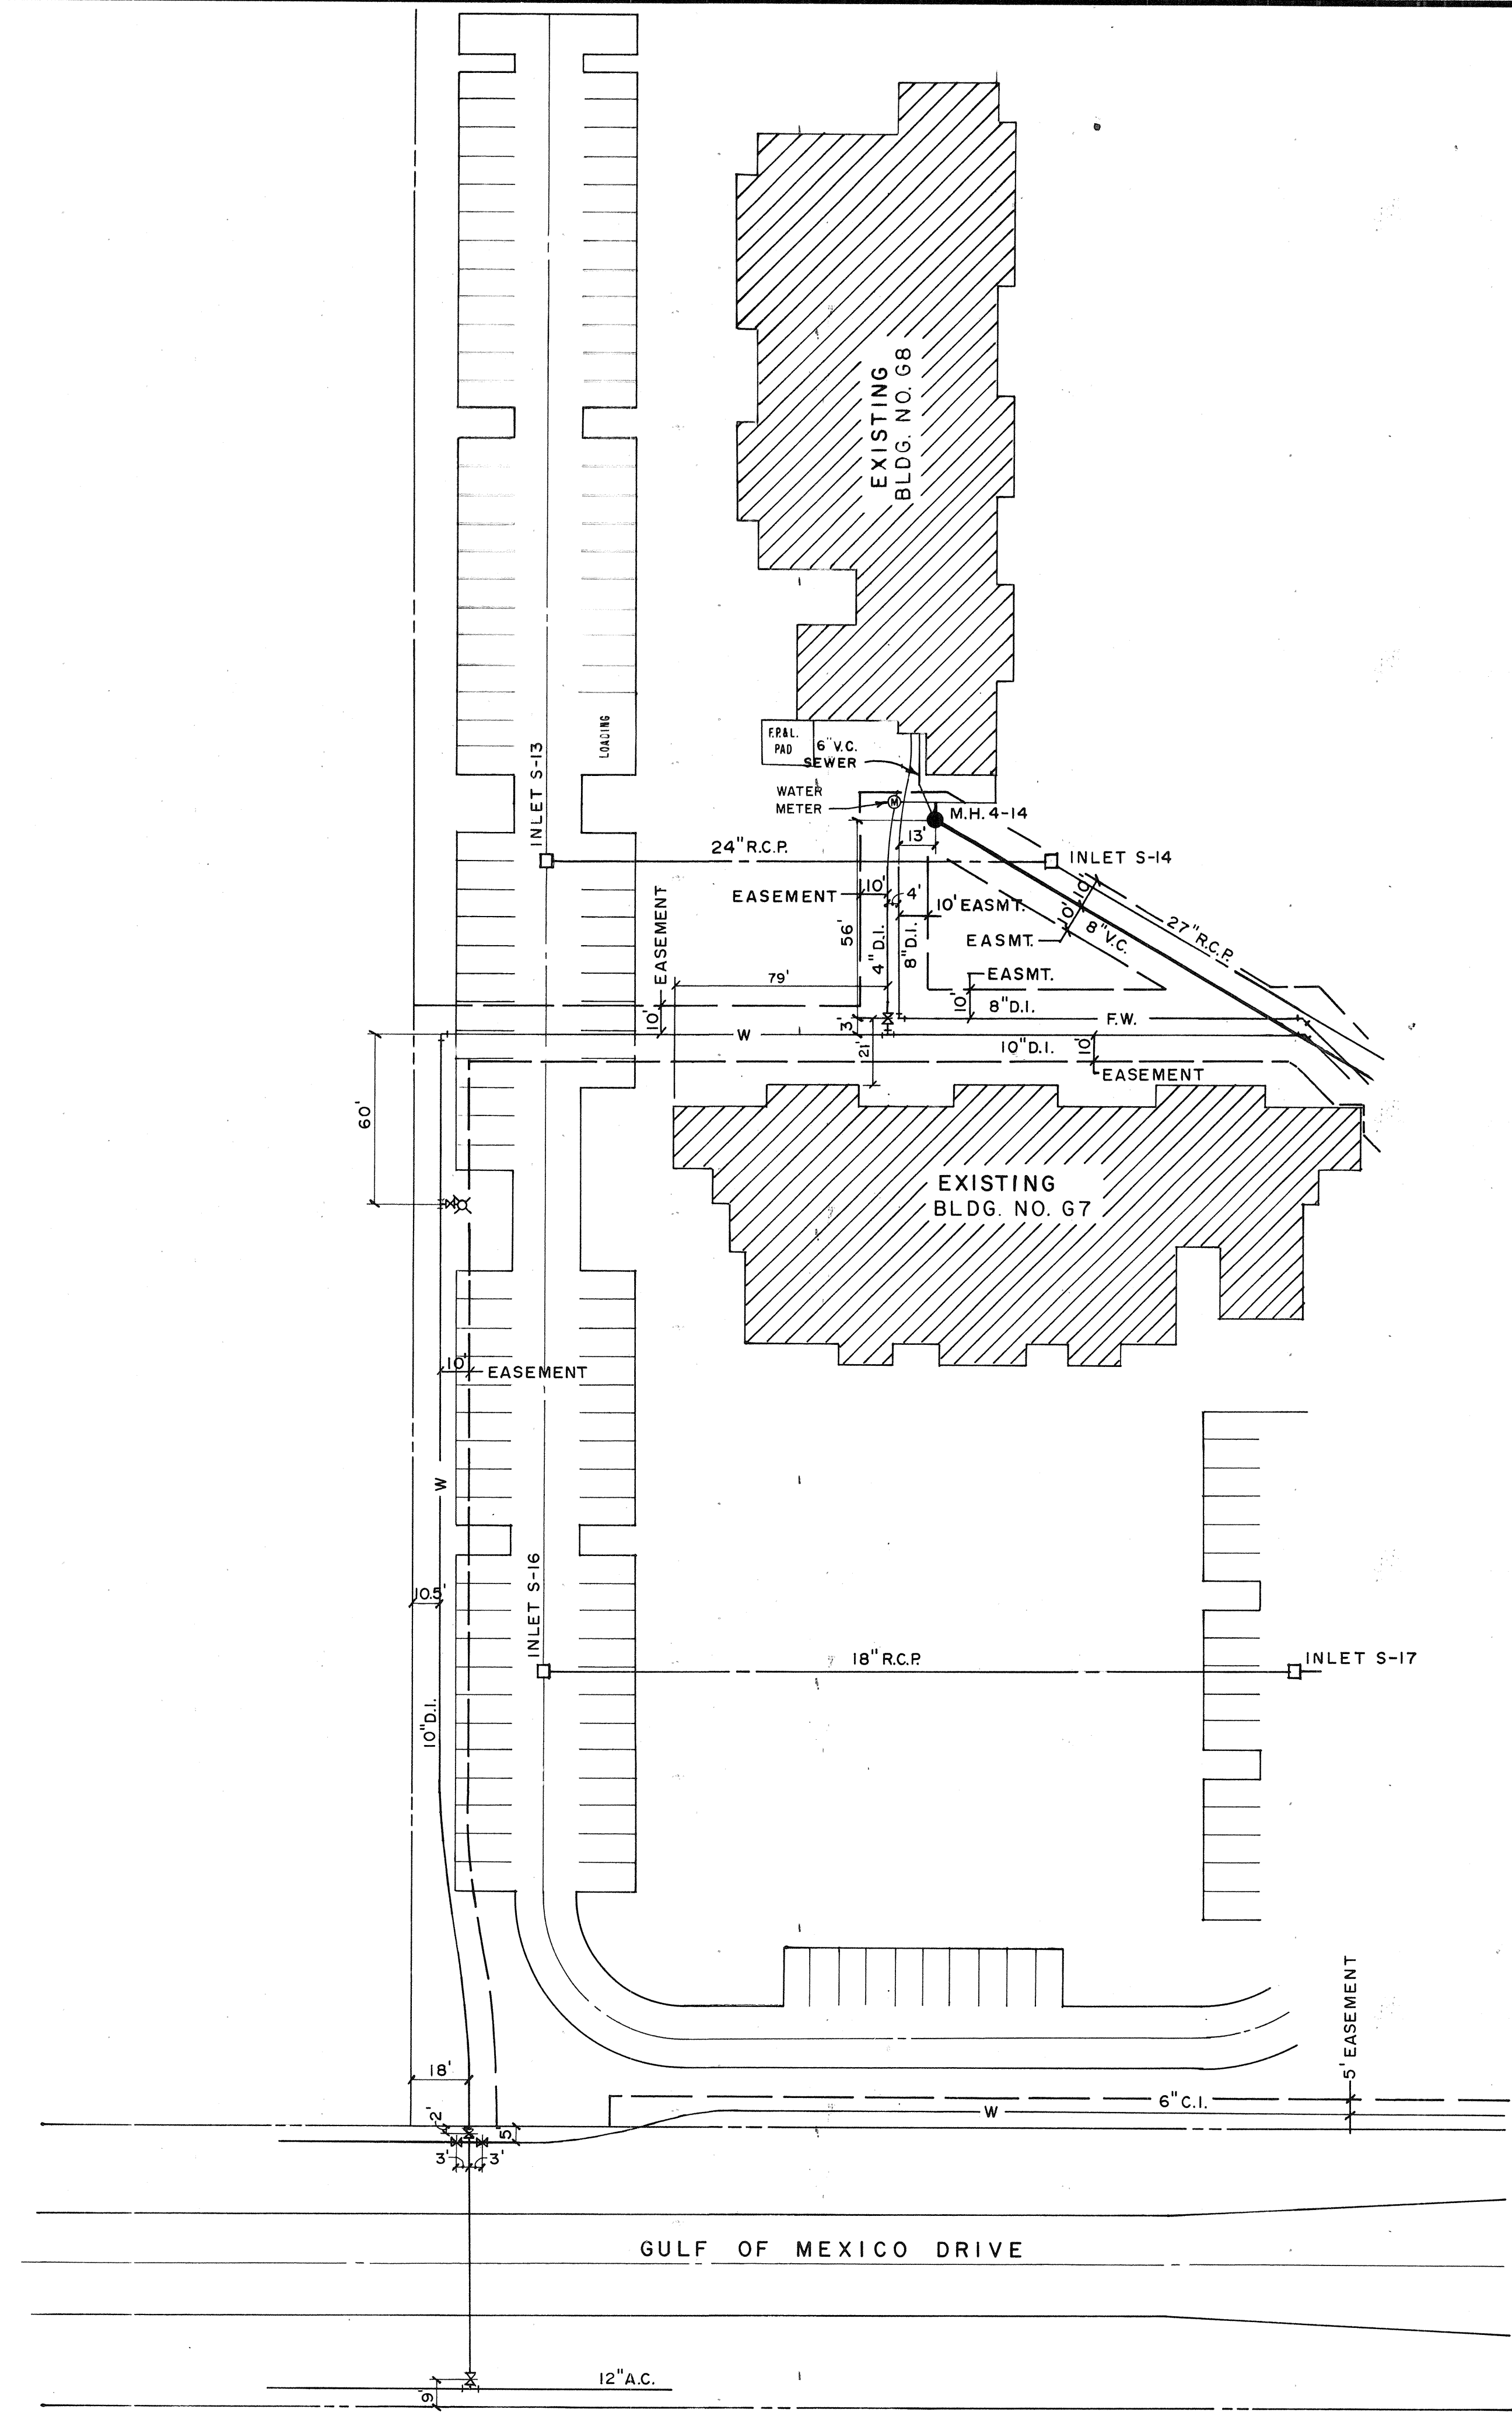 EXISTING
BLDG. NO. G8
LOADING
INLET S-13
F.P.&L.
PAD
6" V.C.
SEWER
WATER
METER
M
M.H. 4-14
13'
24" R.C.P.
INLET S-14
EASEMENT
10'
4'
10' EASMT.
10'
10'
EASMT.
8" V.C.
27" R.C.P.
EASEMENT
56'
4" D.I.
8" D.I.
79'
EASMT.
10'
8" D.I.
F.W.
10'
3'
W
21'
10" D.I.
10'
EASEMENT
60'
EXISTING
BLDG. NO. G7
10'
EASEMENT
W
10.5'
INLET S-16
18" R.C.P.
INLET S-17
10" D.I.
5' EASEMENT
18'
6" C.I.
W
2'
5'
3'
3'
GULF OF MEXICO DRIVE
12" A.C.
9'